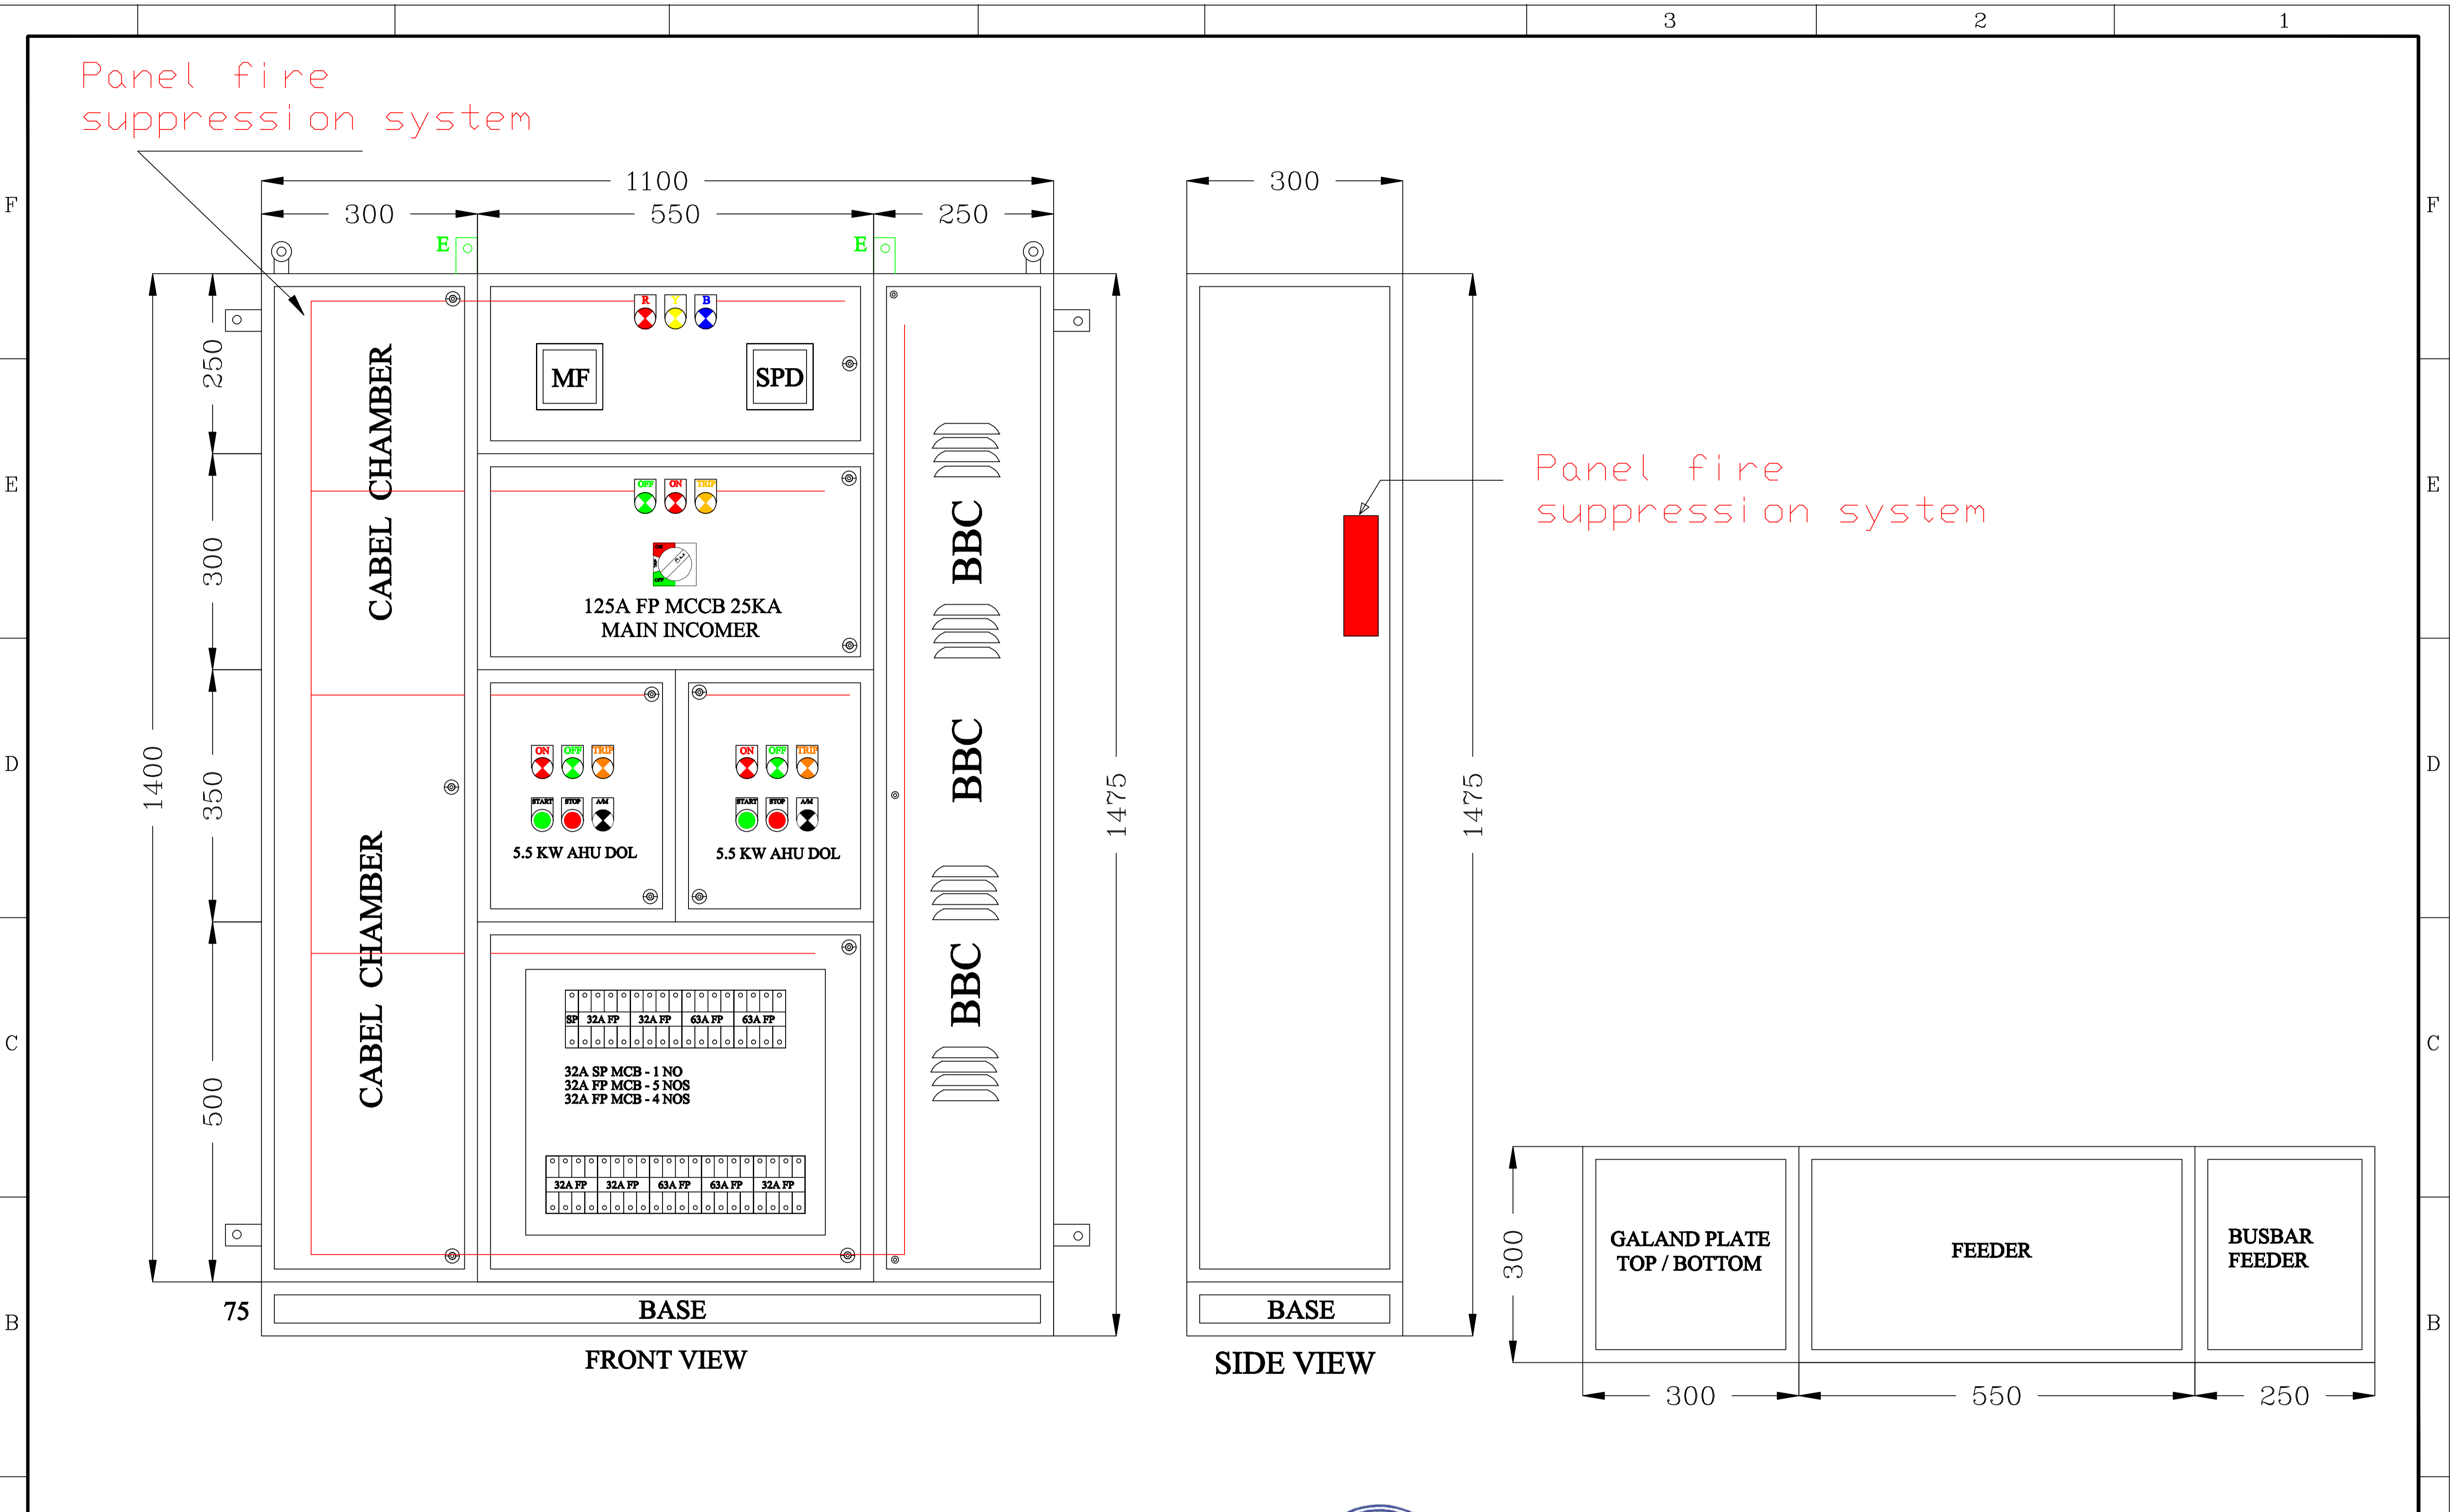 3 2 1
Panel fire
suppression system
1100
300 550 250
300
F
F
E E
R Y B
MF SPD
250
CABEL CHAMBER
E
E
Panel fire
suppression system
OFF ON TRIP
ON
OFF
125A FP MCCB 25KA
MAIN INCOMER
300
BBC
D
D
1400
350
ON OFF TRIP
START STOP A/M
5.5 KW AHU DOL
ON OFF TRIP
START STOP A/M
5.5 KW AHU DOL
BBC
1475
1475
CABEL CHAMBER
C
C
500
SP 32A FP 32A FP 63A FP 63A FP
32A SP MCB - 1 NO
32A FP MCB - 5 NOS
32A FP MCB - 4 NOS
32A FP 32A FP 63A FP 63A FP 32A FP
BBC
300
GALAND PLATE
TOP / BOTTOM
FEEDER
BUSBAR
FEEDER
75
BASE
BASE
B
B
FRONT VIEW
SIDE VIEW
300 550 250